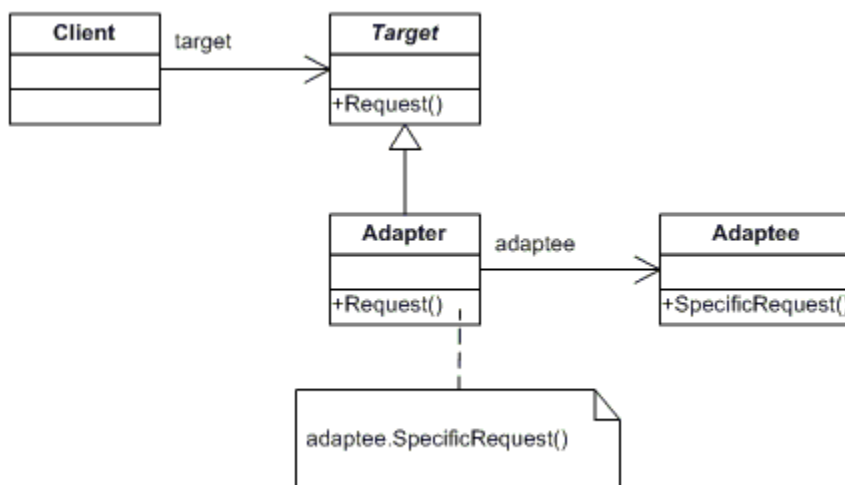 Client
target
Target
+Request()
Adapter
adaptee
Adaptee
+Request()
+SpecificRequest()
adaptee.SpecificRequest()